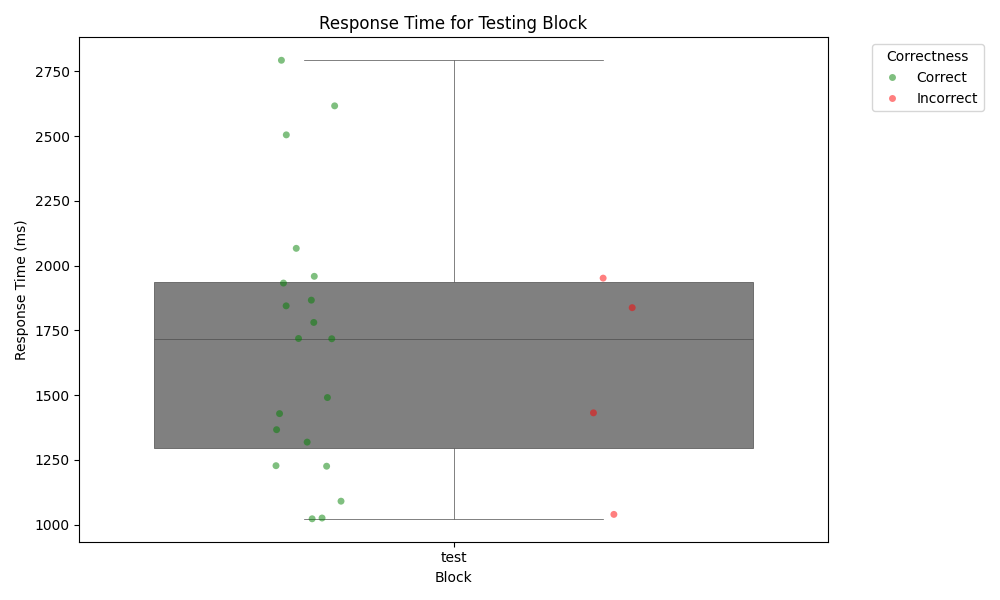 Response Time for Testing Block
Correctness
Correct
Incorrect
Response Time (ms)
2750
2500
2250
2000
1750
1500
1250
1000
test
Block